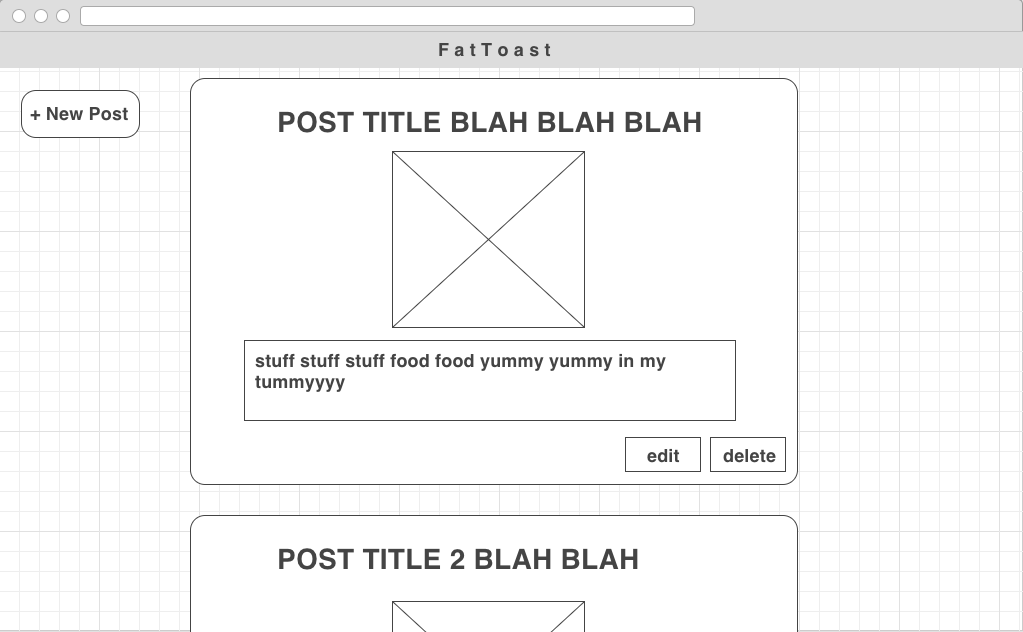 FatToast
+ New Post
POST TITLE BLAH BLAH BLAH
stuff stuff stuff food food yummy yummy in my
tummyyyy
edit
delete
POST TITLE 2 BLAH BLAH